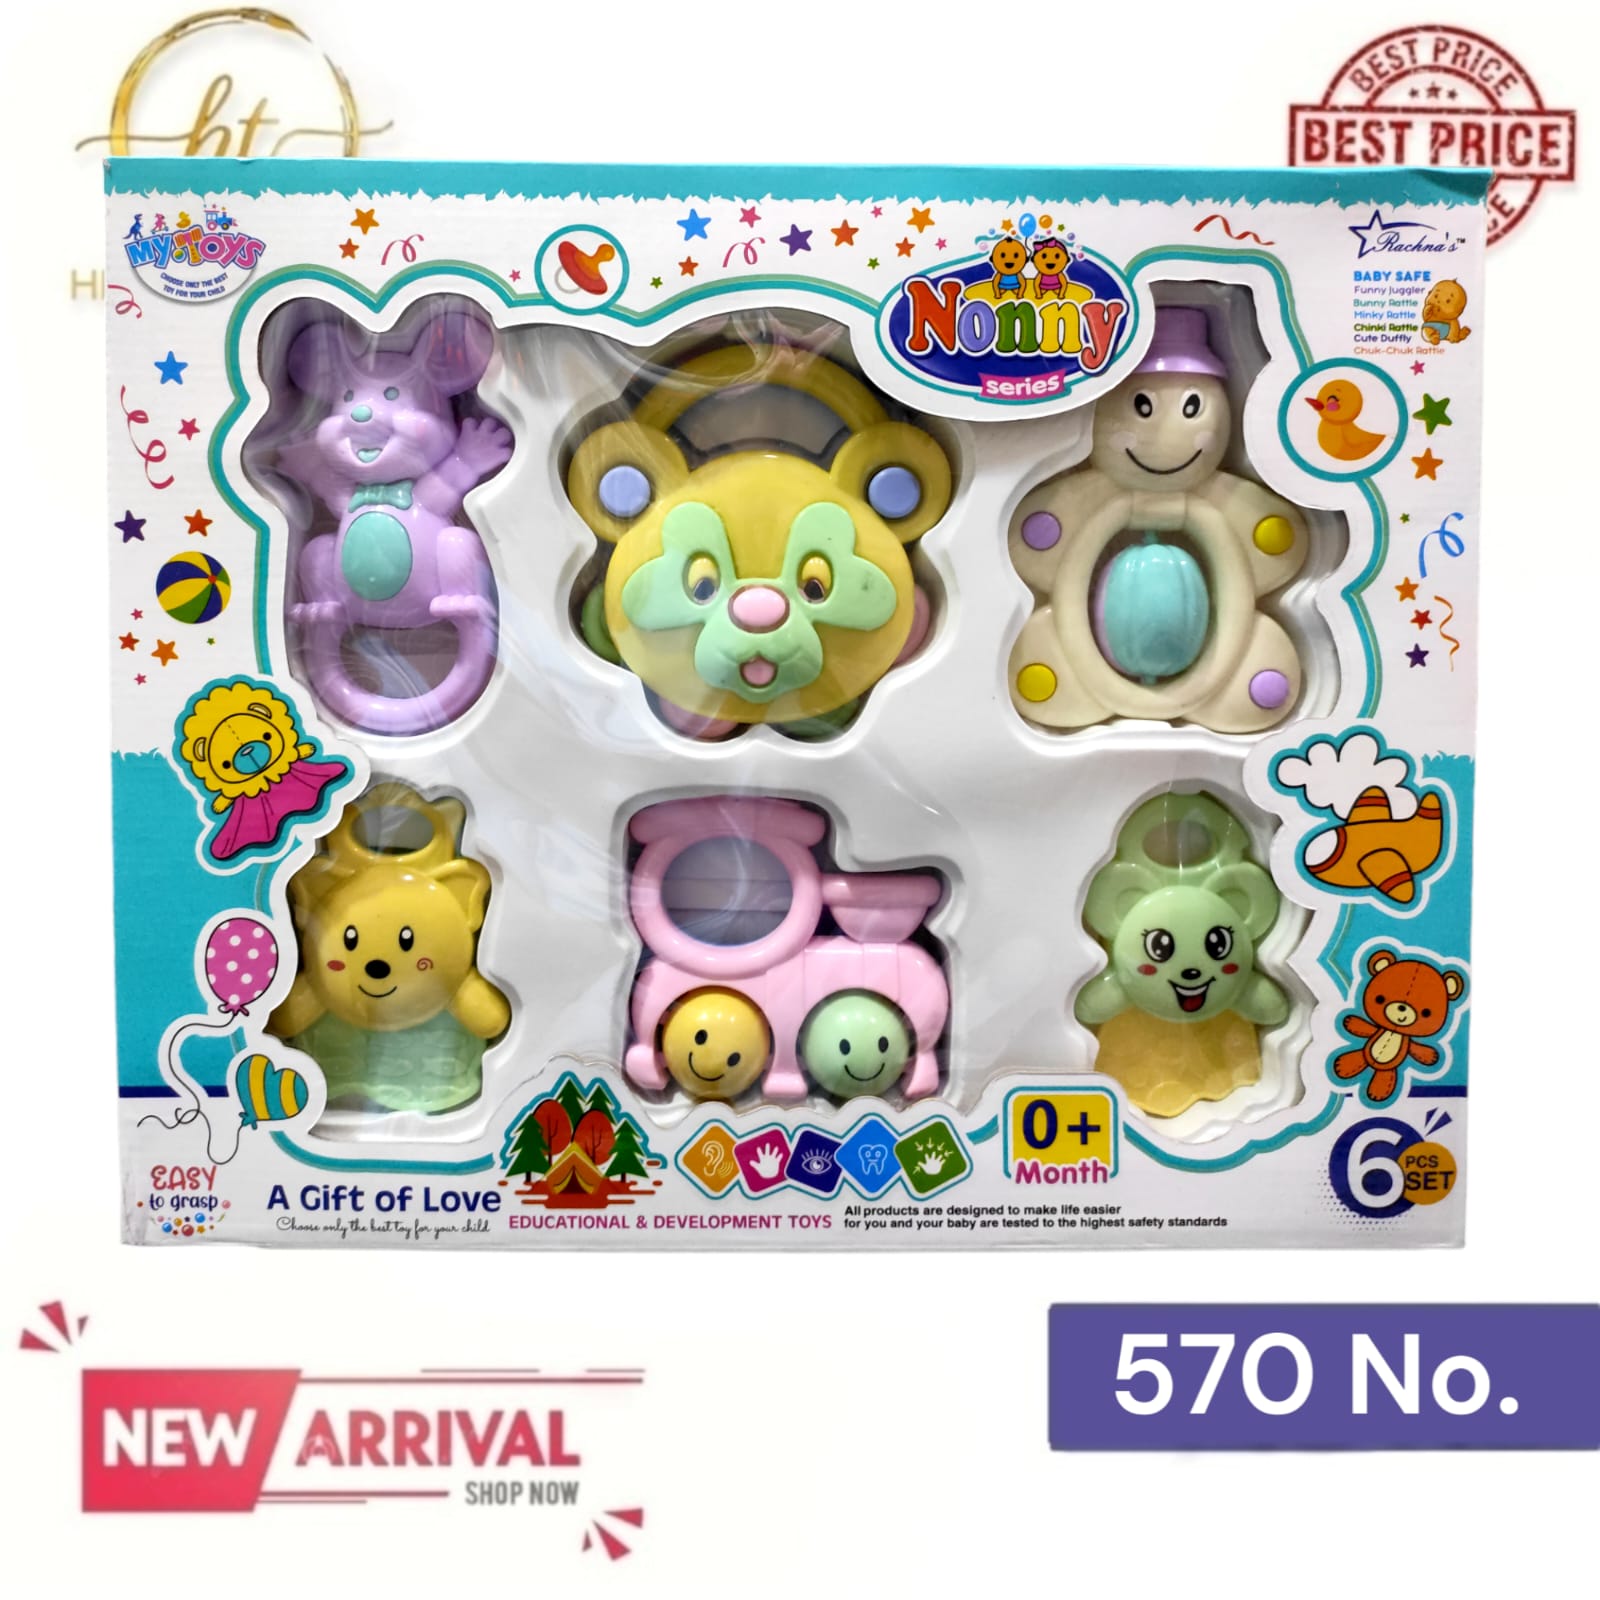 ht
BEST PRICE
BEST PRICE
MY TOYS
CHOOSE ONLY THE BEST
TOY FOR YOUR CHILD
Nonny
series
Rachna's™
BABY SAFE
Funny Juggler
Bunny Rattle
Minky Rattle
Chinki Rattle
Cute Duffly
Chuk-Chuk Rattle
EASY
to grasp
A Gift of Love
Choose only the best toy for your child
EDUCATIONAL & DEVELOPMENT TOYS
0+
Month
All products are designed to make life easier
for you and your baby are tested to the highest safety standards
6 PCS
SET
NEW ARRIVAL
SHOP NOW
570 No.